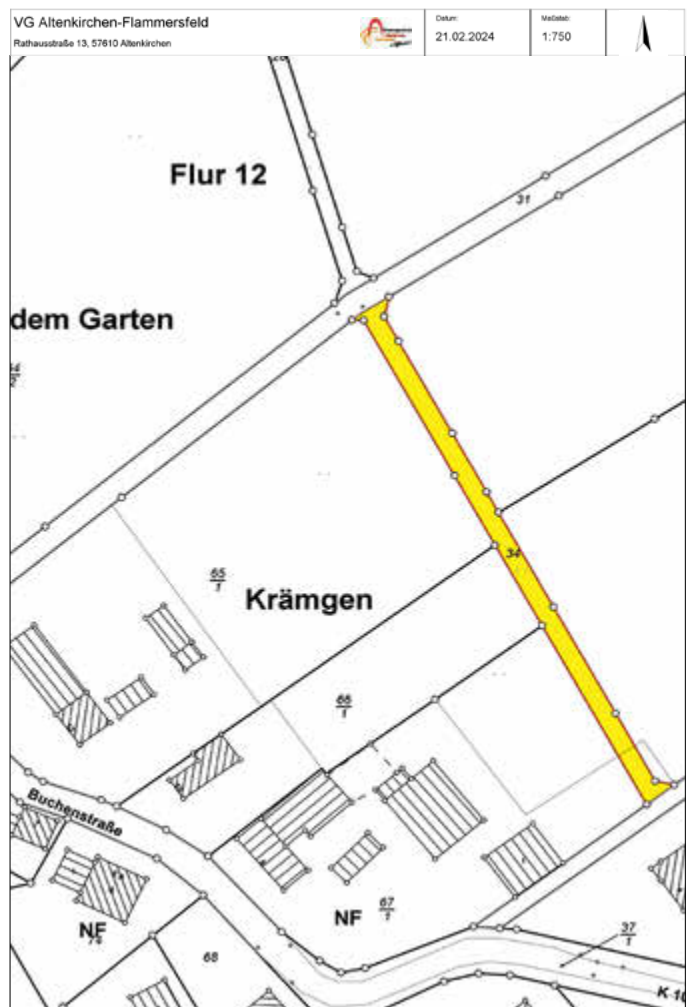 VG Altenkirchen-Flammersfeld
Rathausstraße 13, 57610 Altenkirchen
Datum:
21.02.2024
Maßstab:
1:750
Flur 12
31
dem Garten
34
65
1
Krämgen
66
1
Buchenstraße
NF
NF
67
1
68
37
1